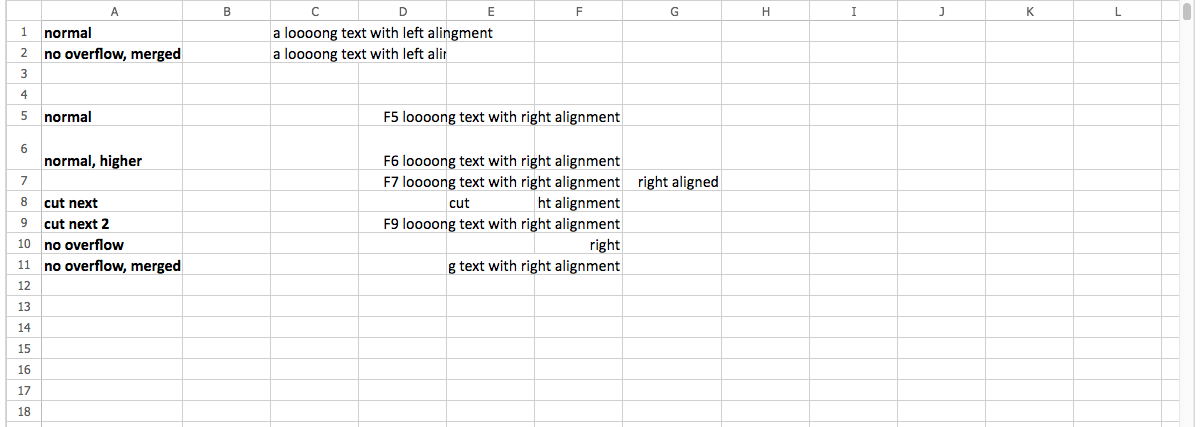 A B C D E F G H I J K L
1 normal a loooong text with left alingment
2 no overflow, merged a loooong text with left alin
3
4
5 normal F5 loooong text with right alignment
6 normal, higher F6 loooong text with right alignment
7 F7 loooong text with right alignment right aligned
8 cut next cut ht alignment
9 cut next 2 F9 loooong text with right alignment
10 no overflow right
11 no overflow, merged g text with right alignment
12
13
14
15
16
17
18